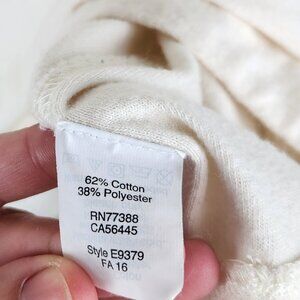 62% Cotton
38% Polyester
RN77388
CA56445
Style E9379
FA 16